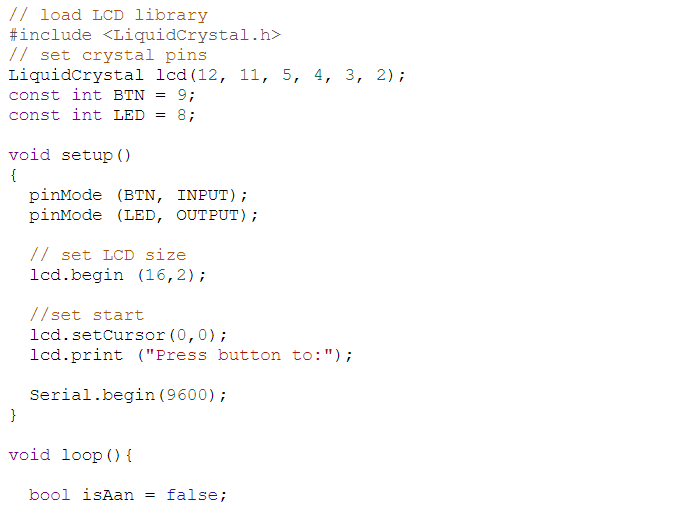 // load LCD library
#include <LiquidCrystal.h>
// set crystal pins
LiquidCrystal lcd(12, 11, 5, 4, 3, 2);
const int BTN = 9;
const int LED = 8;
void setup()
{
  pinMode (BTN, INPUT);
  pinMode (LED, OUTPUT);
  // set LCD size
  lcd.begin (16,2);
  //set start
  lcd.setCursor(0,0);
  lcd.print ("Press button to:");
  Serial.begin(9600);
}
void loop(){
  bool isAan = false;